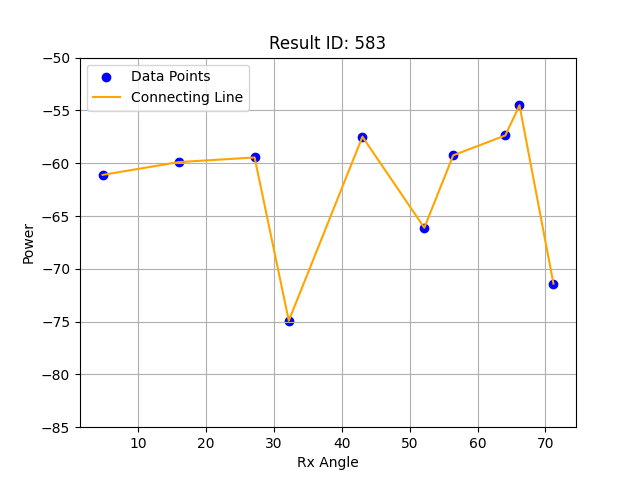 Result ID: 583
Data Points
Connecting Line
Power
−50
−55
−60
−65
−70
−75
−80
−85
10 20 30 40 50 60 70
Rx Angle